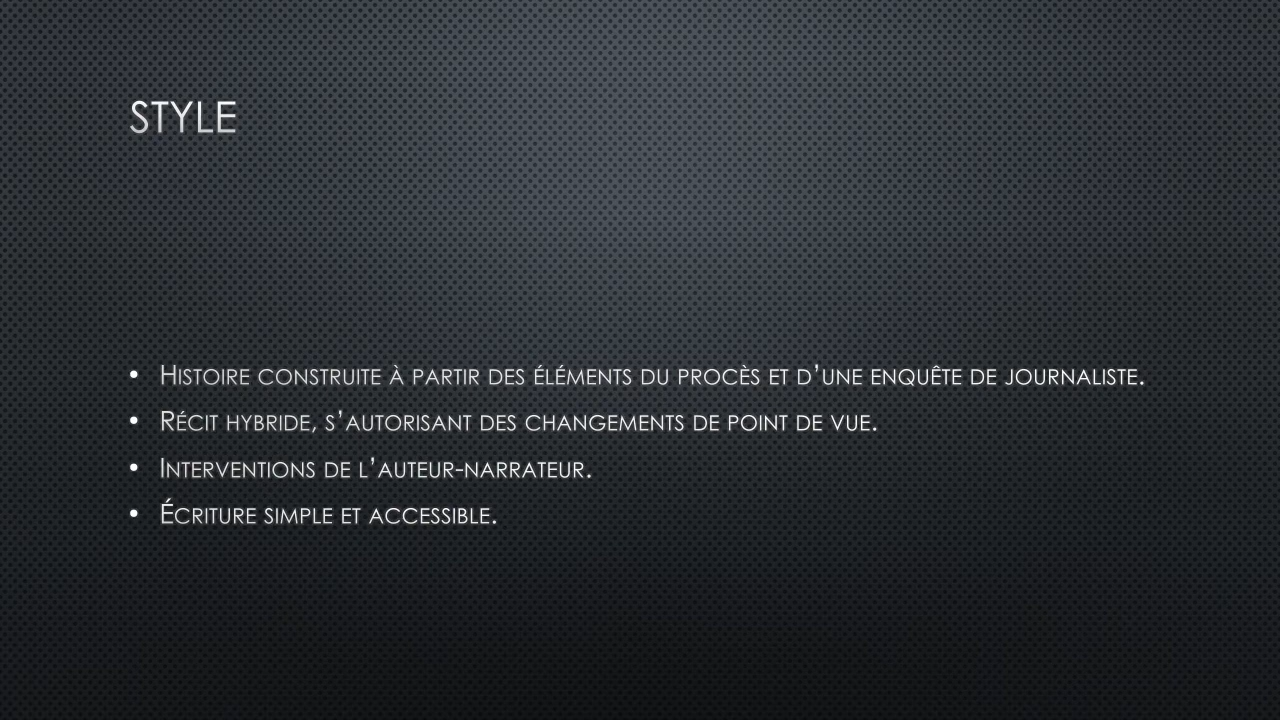 STYLE
• Histoire construite à partir des éléments du procès et d’une enquête de journaliste.
• Récit hybride, s’autorisant des changements de point de vue.
• Interventions de l’auteur-narrateur.
• Écriture simple et accessible.